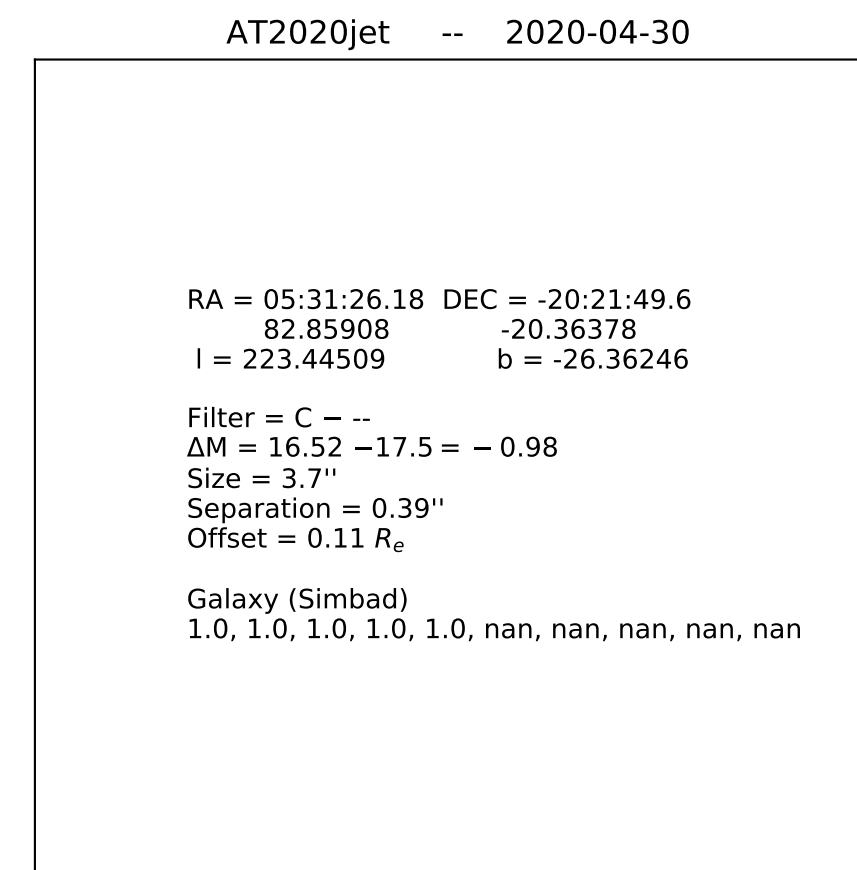 AT2020jet -- 2020-04-30
RA = 05:31:26.18 DEC = -20:21:49.6
82.85908 -20.36378
l = 223.44509 b = -26.36246
Filter = C − --
ΔM = 16.52 −17.5 = − 0.98
Size = 3.7''
Separation = 0.39''
Offset = 0.11 Rₑ
Galaxy (Simbad)
1.0, 1.0, 1.0, 1.0, 1.0, nan, nan, nan, nan, nan